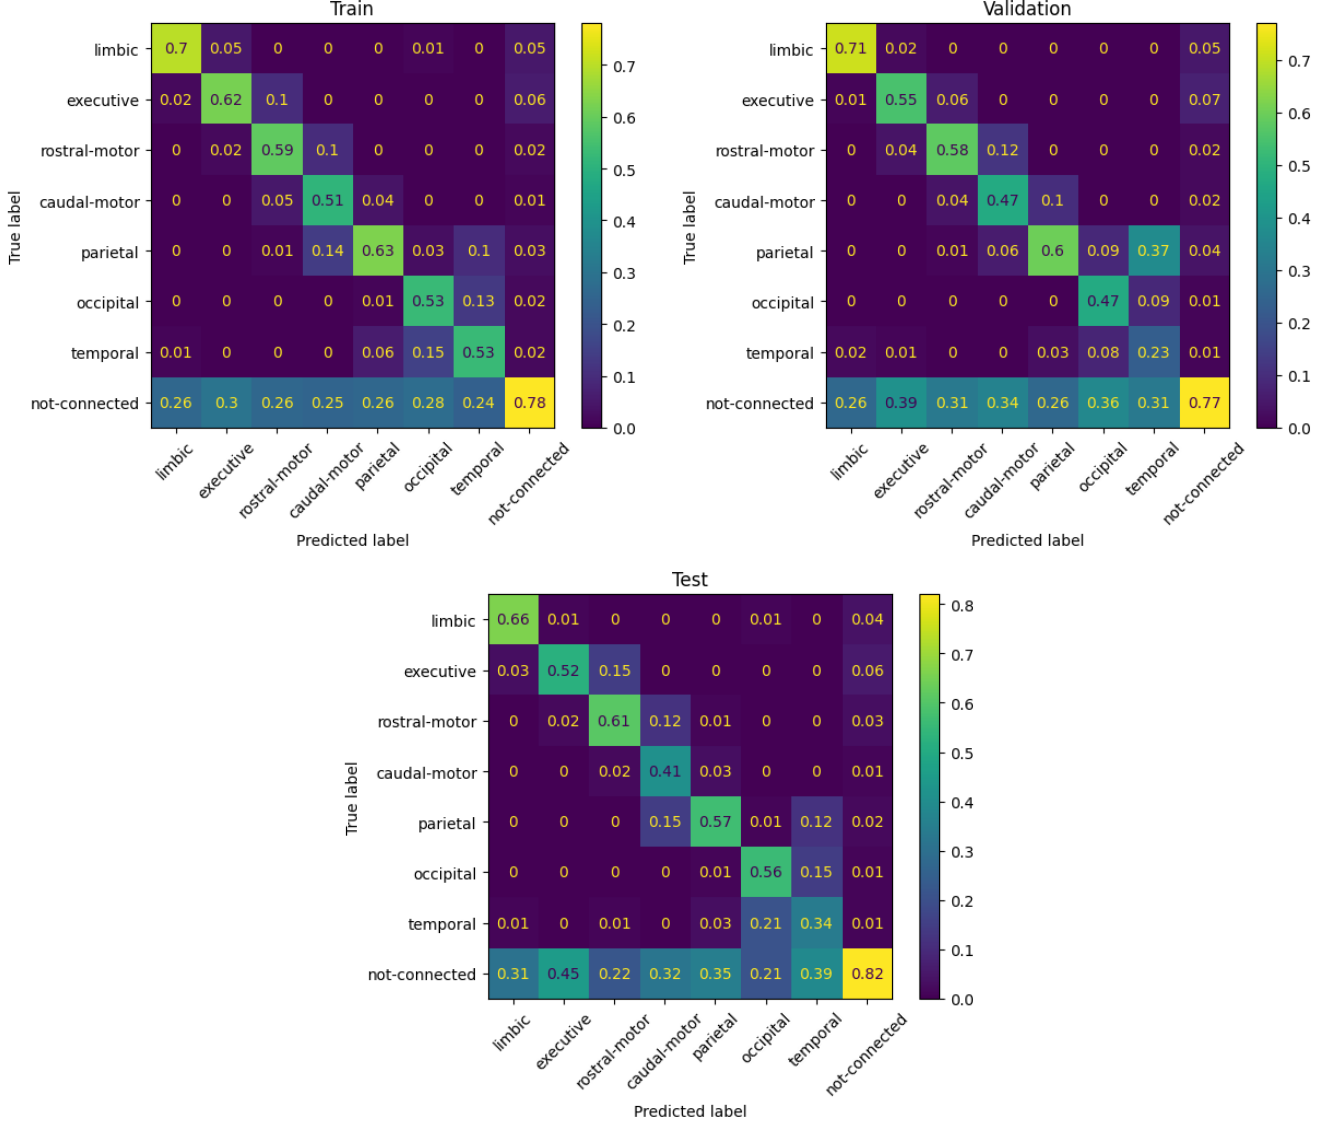 Train
limbic 0.7 0.05 0 0 0 0.01 0 0.05
executive 0.02 0.62 0.1 0 0 0 0 0.06
rostral-motor 0 0.02 0.59 0.1 0 0 0 0.02
caudal-motor 0 0 0.05 0.51 0.04 0 0 0.01
parietal 0 0 0.01 0.14 0.63 0.03 0.1 0.03
occipital 0 0 0 0 0.01 0.53 0.13 0.02
temporal 0.01 0 0 0 0.06 0.15 0.53 0.02
not-connected 0.26 0.3 0.26 0.25 0.26 0.28 0.24 0.78
True label
limbic executive rostral-motor caudal-motor parietal occipital temporal not-connected
Predicted label
0.7
0.6
0.5
0.4
0.3
0.2
0.1
0.0
Validation
limbic 0.71 0.02 0 0 0 0 0 0.05
executive 0.01 0.55 0.06 0 0 0 0 0.07
rostral-motor 0 0.04 0.58 0.12 0 0 0 0.02
caudal-motor 0 0 0.04 0.47 0.1 0 0 0.02
parietal 0 0 0.01 0.06 0.6 0.09 0.37 0.04
occipital 0 0 0 0 0 0.47 0.09 0.01
temporal 0.02 0.01 0 0 0.03 0.08 0.23 0.01
not-connected 0.26 0.39 0.31 0.34 0.26 0.36 0.31 0.77
True label
limbic executive rostral-motor caudal-motor parietal occipital temporal not-connected
Predicted label
0.7
0.6
0.5
0.4
0.3
0.2
0.1
0.0
Test
limbic 0.66 0.01 0 0 0 0.01 0 0.04
executive 0.03 0.52 0.15 0 0 0 0 0.06
rostral-motor 0 0.02 0.61 0.12 0.01 0 0 0.03
caudal-motor 0 0 0.02 0.41 0.03 0 0 0.01
parietal 0 0 0 0.15 0.57 0.01 0.12 0.02
occipital 0 0 0 0 0.01 0.56 0.15 0.01
temporal 0.01 0 0.01 0 0.03 0.21 0.34 0.01
not-connected 0.31 0.45 0.22 0.32 0.35 0.21 0.39 0.82
True label
limbic executive rostral-motor caudal-motor parietal occipital temporal not-connected
Predicted label
0.8
0.7
0.6
0.5
0.4
0.3
0.2
0.1
0.0